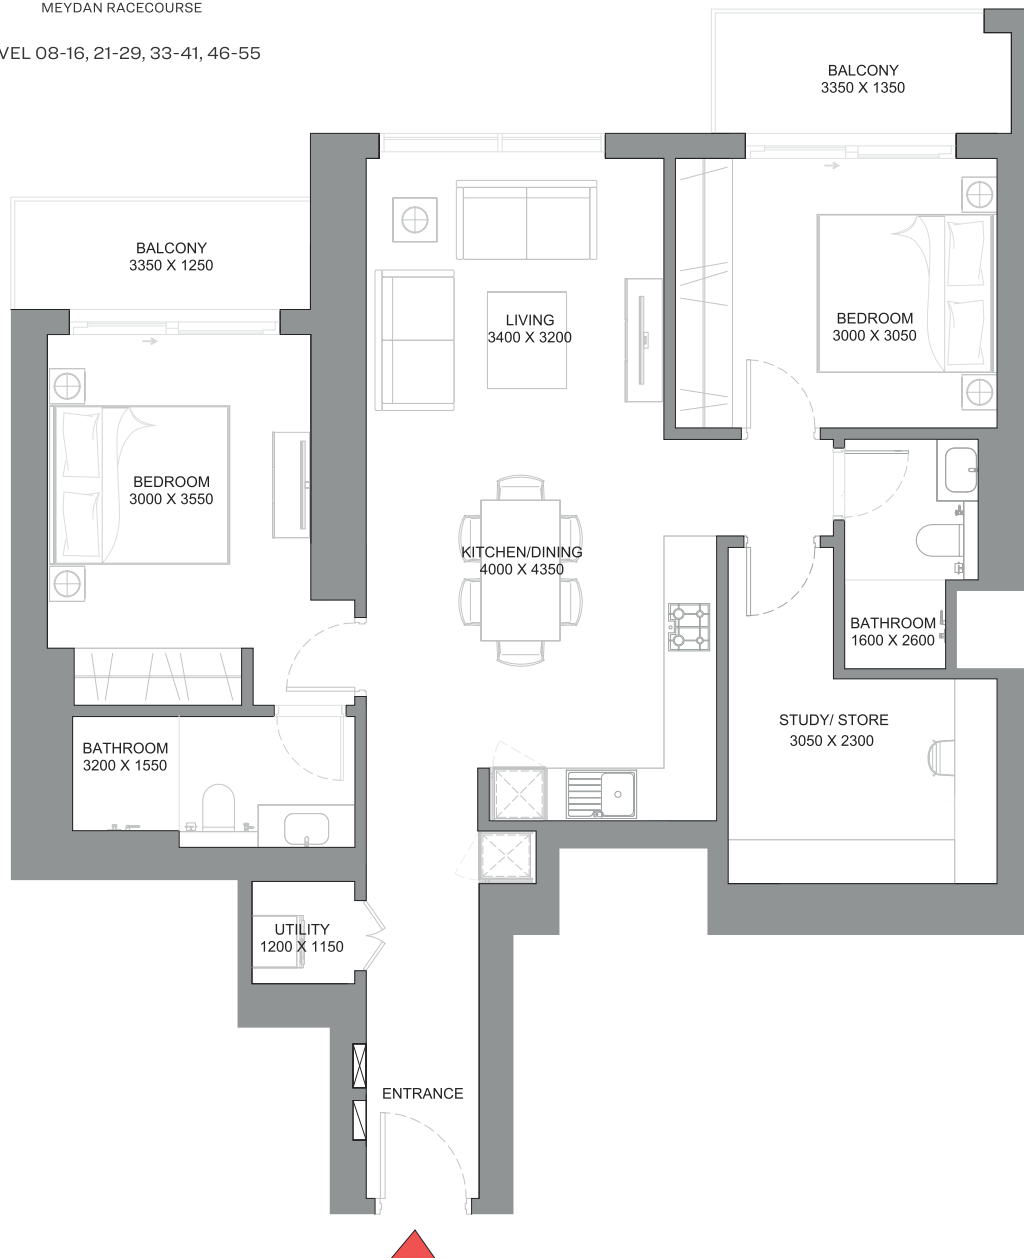 MEYDAN RACECOURSE
VEL 08-16, 21-29, 33-41, 46-55
BALCONY
3350 X 1350
BALCONY
3350 X 1250
LIVING
3400 X 3200
BEDROOM
3000 X 3050
BEDROOM
3000 X 3550
KITCHEN/DINING
4000 X 4350
BATHROOM
1600 X 2600
STUDY/ STORE
3050 X 2300
BATHROOM
3200 X 1550
UTILITY
1200 X 1150
ENTRANCE